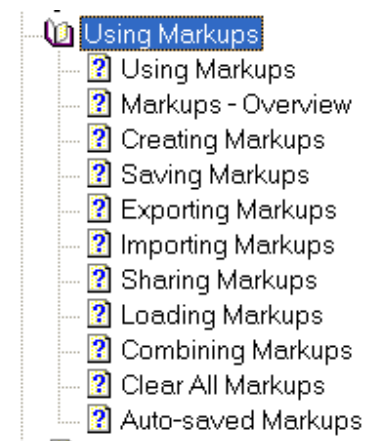 Using Markups
Using Markups
Markups - Overview
Creating Markups
Saving Markups
Exporting Markups
Importing Markups
Sharing Markups
Loading Markups
Combining Markups
Clear All Markups
Auto-saved Markups